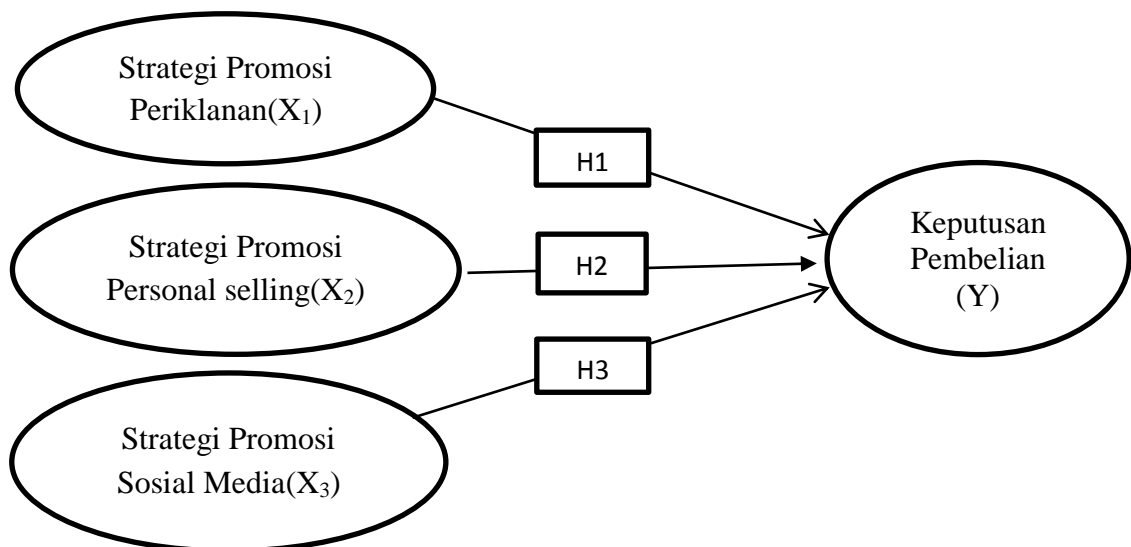 Strategi Promosi
Periklanan(X₁)
H1
Strategi Promosi
Personal selling(X₂)
H2
Keputusan
Pembelian
(Y)
H3
Strategi Promosi
Sosial Media(X₃)